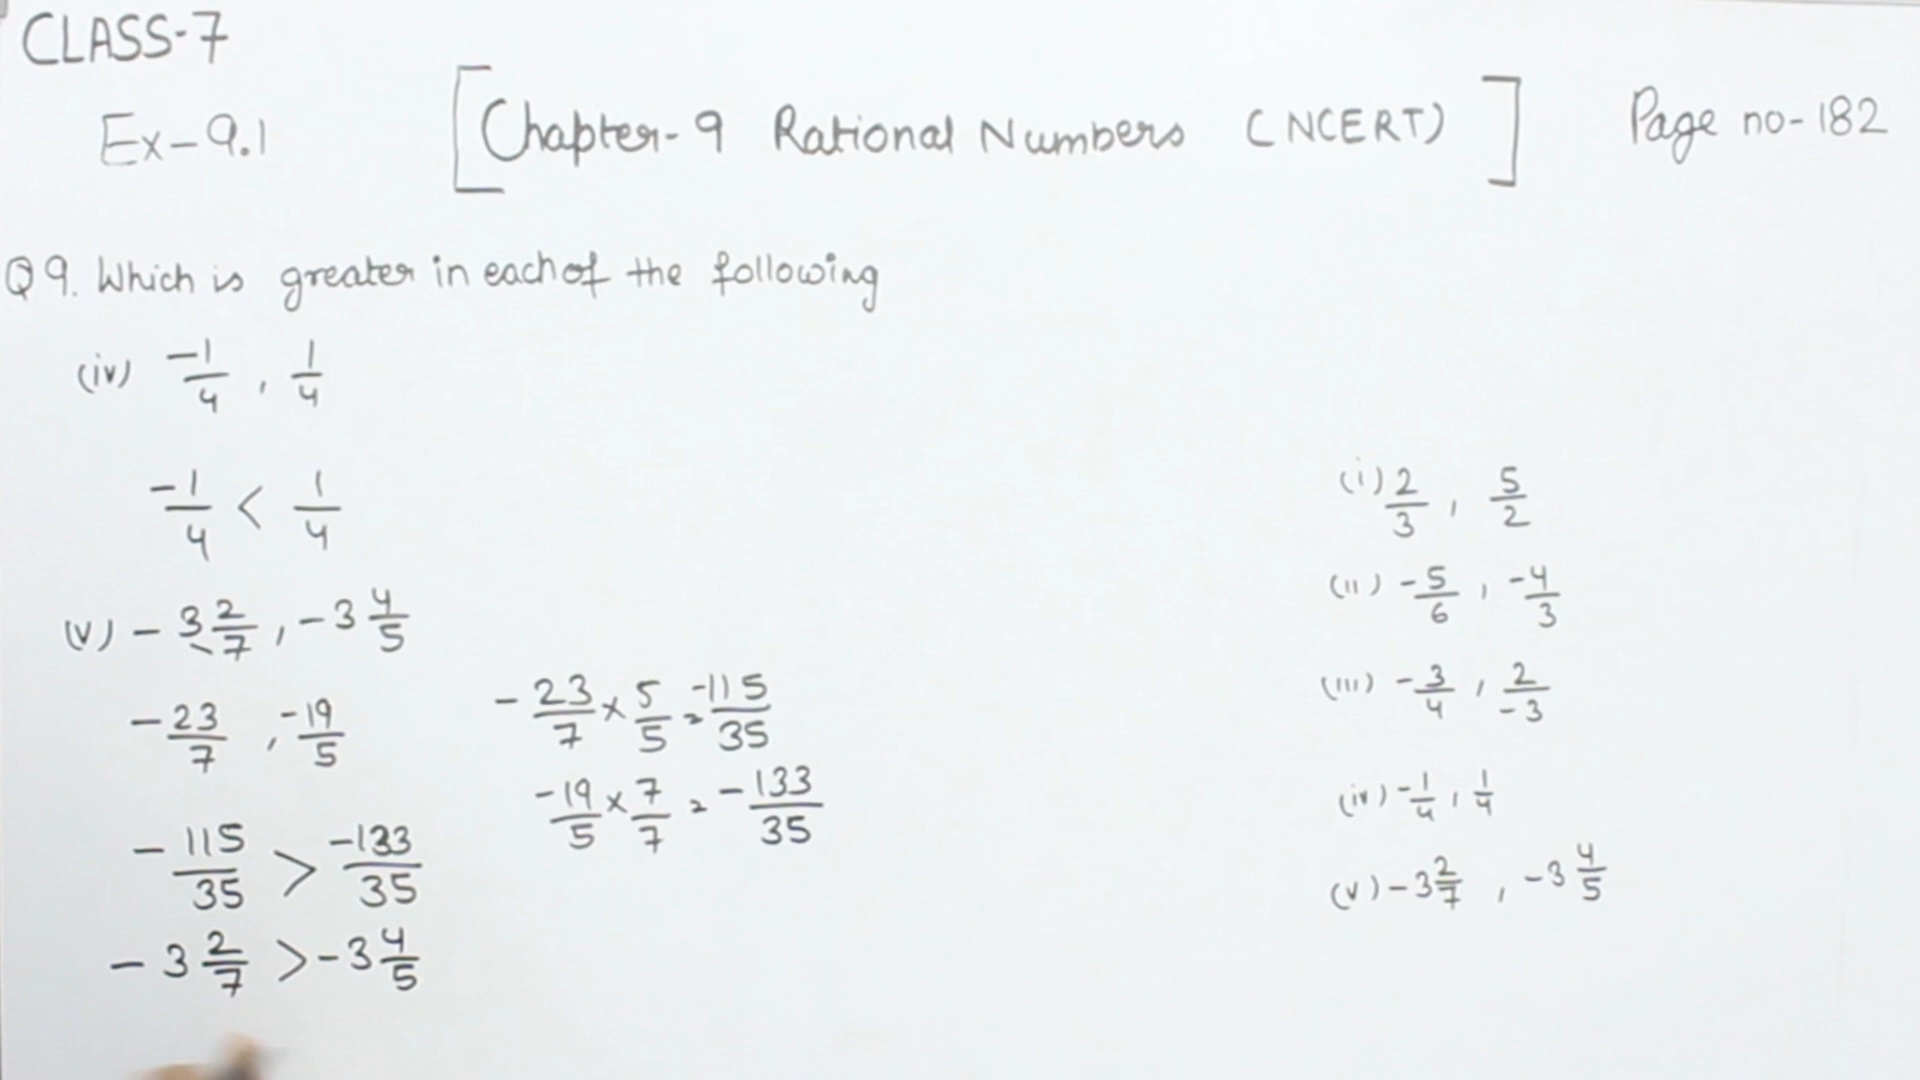 CLASS-7
Ex-9.1 [Chapter-9 Rational Numbers (NCERT)] Page no-182
Q9. Which is greater in each of the following
(iv) -1/4 , 1/4
-1/4 < 1/4
(v) -3 2/7 , -3 4/5
-23/7 , -19/5
-115/35 > -133/35
-3 2/7 > -3 4/5
-23/7 × 5/5 = -115/35
-19/5 × 7/7 = -133/35
(i) 2/3 , 5/2
(ii) -5/6 , -4/3
(iii) -3/4 , 2/-3
(iv) -1/4 , 1/4
(v) -3 2/7 , -3 4/5